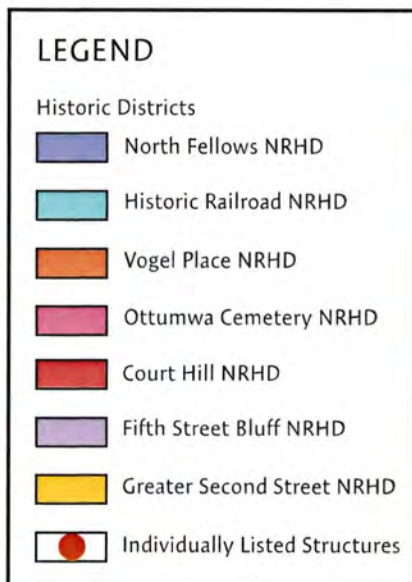 LEGEND
Historic Districts
North Fellows NRHD
Historic Railroad NRHD
Vogel Place NRHD
Ottumwa Cemetery NRHD
Court Hill NRHD
Fifth Street Bluff NRHD
Greater Second Street NRHD
Individually Listed Structures